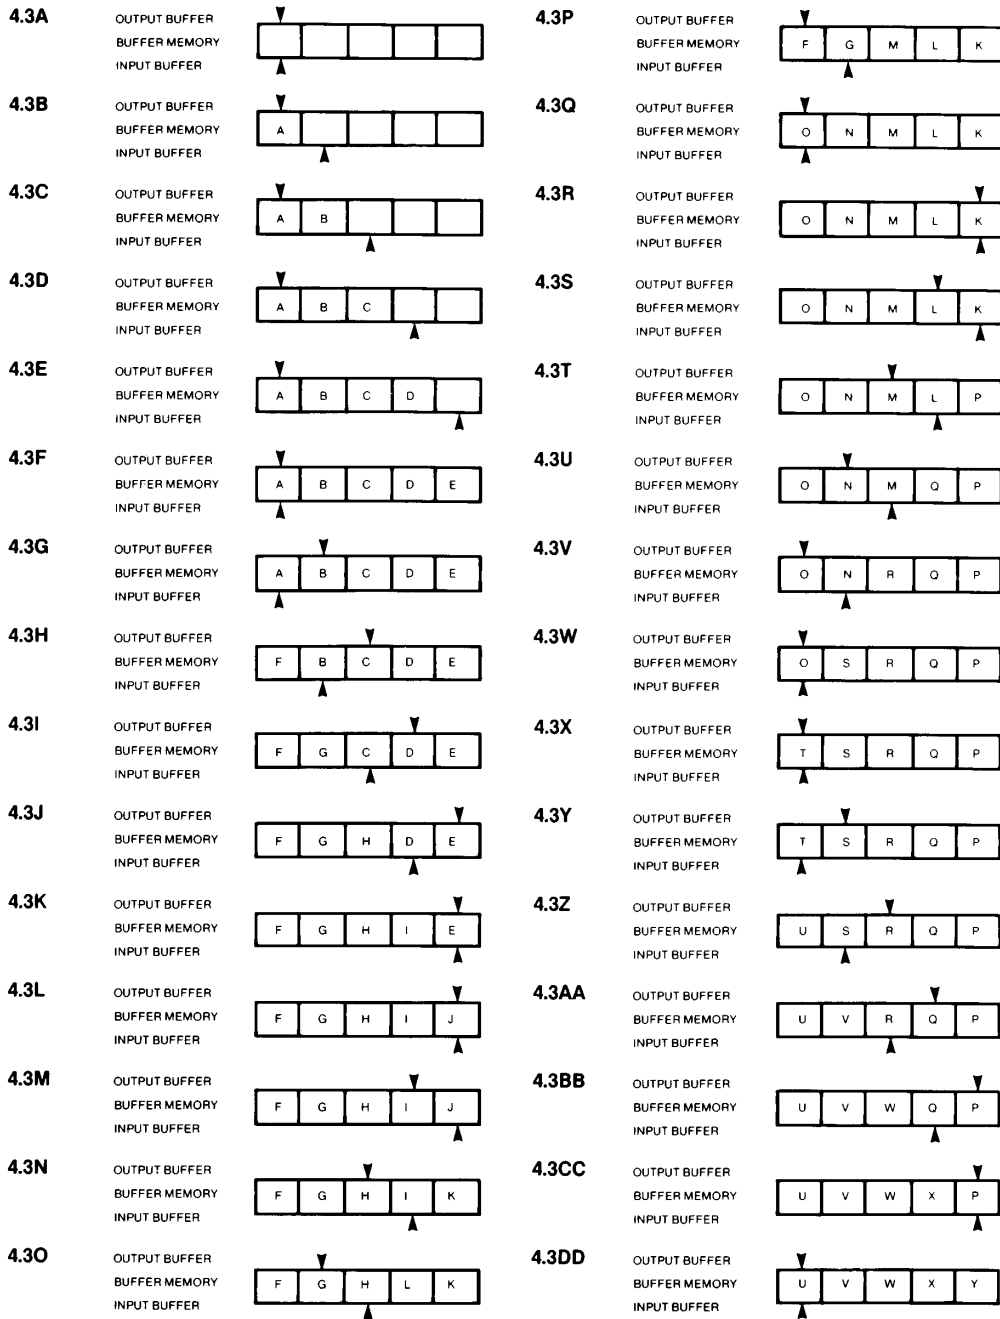 4.3A
OUTPUT BUFFER
BUFFER MEMORY
INPUT BUFFER
4.3B
OUTPUT BUFFER
BUFFER MEMORY A
INPUT BUFFER
4.3C
OUTPUT BUFFER
BUFFER MEMORY A B
INPUT BUFFER
4.3D
OUTPUT BUFFER
BUFFER MEMORY A B C
INPUT BUFFER
4.3E
OUTPUT BUFFER
BUFFER MEMORY A B C D
INPUT BUFFER
4.3F
OUTPUT BUFFER
BUFFER MEMORY A B C D E
INPUT BUFFER
4.3G
OUTPUT BUFFER
BUFFER MEMORY A B C D E
INPUT BUFFER
4.3H
OUTPUT BUFFER
BUFFER MEMORY F B C D E
INPUT BUFFER
4.3I
OUTPUT BUFFER
BUFFER MEMORY F G C D E
INPUT BUFFER
4.3J
OUTPUT BUFFER
BUFFER MEMORY F G H D E
INPUT BUFFER
4.3K
OUTPUT BUFFER
BUFFER MEMORY F G H I E
INPUT BUFFER
4.3L
OUTPUT BUFFER
BUFFER MEMORY F G H I J
INPUT BUFFER
4.3M
OUTPUT BUFFER
BUFFER MEMORY F G H I J
INPUT BUFFER
4.3N
OUTPUT BUFFER
BUFFER MEMORY F G H I K
INPUT BUFFER
4.3O
OUTPUT BUFFER
BUFFER MEMORY F G H L K
INPUT BUFFER
4.3P
OUTPUT BUFFER
BUFFER MEMORY F G M L K
INPUT BUFFER
4.3Q
OUTPUT BUFFER
BUFFER MEMORY O N M L K
INPUT BUFFER
4.3R
OUTPUT BUFFER
BUFFER MEMORY O N M L K
INPUT BUFFER
4.3S
OUTPUT BUFFER
BUFFER MEMORY O N M L K
INPUT BUFFER
4.3T
OUTPUT BUFFER
BUFFER MEMORY O N M L P
INPUT BUFFER
4.3U
OUTPUT BUFFER
BUFFER MEMORY O N M Q P
INPUT BUFFER
4.3V
OUTPUT BUFFER
BUFFER MEMORY O N R Q P
INPUT BUFFER
4.3W
OUTPUT BUFFER
BUFFER MEMORY O S R Q P
INPUT BUFFER
4.3X
OUTPUT BUFFER
BUFFER MEMORY T S R Q P
INPUT BUFFER
4.3Y
OUTPUT BUFFER
BUFFER MEMORY T S R Q P
INPUT BUFFER
4.3Z
OUTPUT BUFFER
BUFFER MEMORY U S R Q P
INPUT BUFFER
4.3AA
OUTPUT BUFFER
BUFFER MEMORY U V R Q P
INPUT BUFFER
4.3BB
OUTPUT BUFFER
BUFFER MEMORY U V W Q P
INPUT BUFFER
4.3CC
OUTPUT BUFFER
BUFFER MEMORY U V W X P
INPUT BUFFER
4.3DD
OUTPUT BUFFER
BUFFER MEMORY U V W X Y
INPUT BUFFER